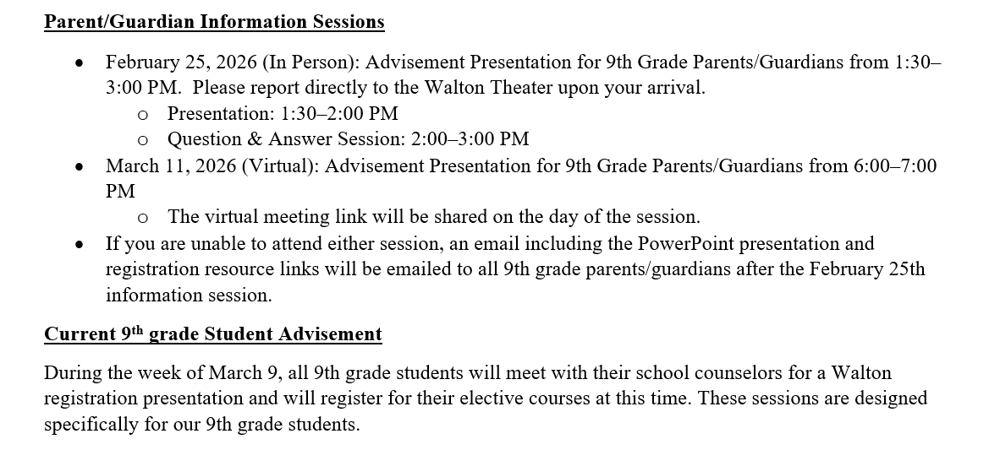 Parent/Guardian Information Sessions
● February 25, 2026 (In Person): Advisement Presentation for 9th Grade Parents/Guardians from 1:30–
3:00 PM.  Please report directly to the Walton Theater upon your arrival.
o Presentation: 1:30–2:00 PM
o Question & Answer Session: 2:00–3:00 PM
● March 11, 2026 (Virtual): Advisement Presentation for 9th Grade Parents/Guardians from 6:00–7:00
PM
o The virtual meeting link will be shared on the day of the session.
● If you are unable to attend either session, an email including the PowerPoint presentation and
registration resource links will be emailed to all 9th grade parents/guardians after the February 25th
information session.
Current 9th grade Student Advisement
During the week of March 9, all 9th grade students will meet with their school counselors for a Walton
registration presentation and will register for their elective courses at this time. These sessions are designed
specifically for our 9th grade students.